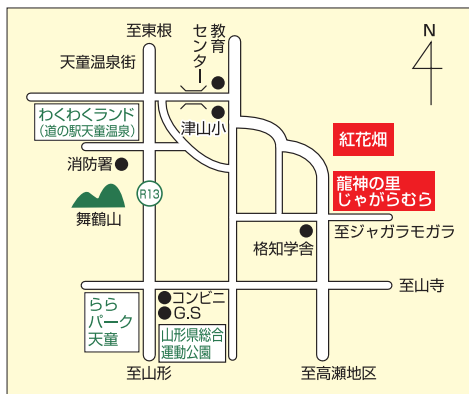 至東根
教育
センター
N
天童温泉街
わくわくランド
（道の駅天童温泉）
津山小
紅花畑
消防署
龍神の里
じゃがらむら
R13
舞鶴山
至ジャガラモガラ
格知学舎
至山寺
らら
パーク
天童
コンビニ
G.S
山形県総合
運動公園
至山形
至高瀬地区